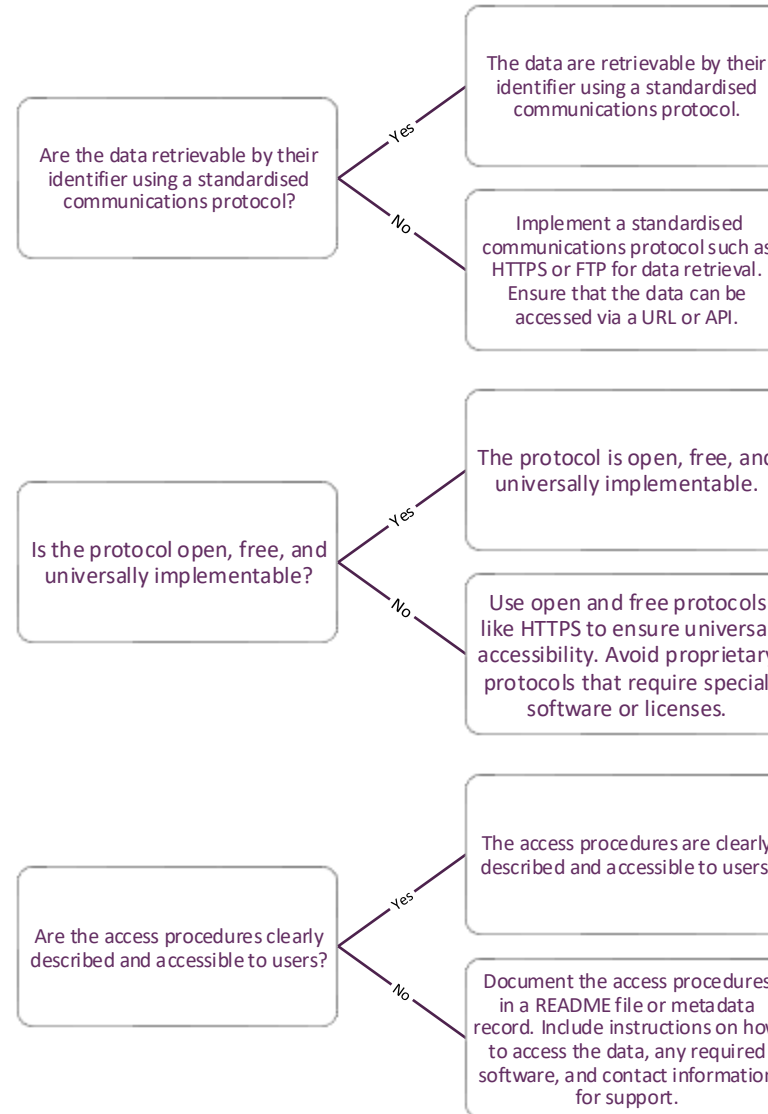 Are the data retrievable by their
identifier using a standardised
communications protocol?
Yes
The data are retrievable by their
identifier using a standardised
communications protocol.
No
Implement a standardised
communications protocol such as
HTTPS or FTP for data retrieval.
Ensure that the data can be
accessed via a URL or API.
Is the protocol open, free, and
universally implementable?
Yes
The protocol is open, free, and
universally implementable.
No
Use open and free protocols
like HTTPS to ensure universa
accessibility. Avoid proprietary
protocols that require special
software or licenses.
Are the access procedures clearly
described and accessible to users?
Yes
The access procedures are clearly
described and accessible to users
No
Document the access procedures
in a README file or metadata
record. Include instructions on how
to access the data, any required
software, and contact information
for support.